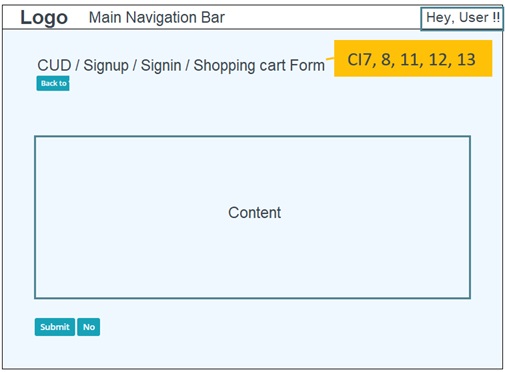 Logo Main Navigation Bar Hey, User !!
CUD / Signup / Signin / Shopping cart Form CI7, 8, 11, 12, 13
Back to
Content
Submit No